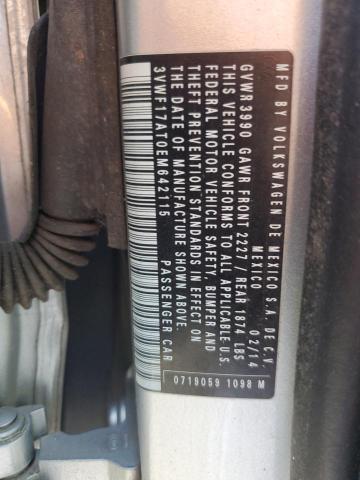 MFD BY VOLKSWAGEN DE MEXICO S.A. DE C.V.
MEXICO 02/14
GVWR3990 GAWR FRONT 2227 / REAR 1874 LBS
THIS VEHICLE CONFORMS TO ALL APPLICABLE U.S.
FEDERAL MOTOR VEHICLE SAFETY, BUMPER AND
THEFT PREVENTION STANDARDS IN EFFECT ON
THE DATE OF MANUFACTURE SHOWN ABOVE.
3VWF17AT0EM642115 PASSENGER CAR
0719059 1098 M